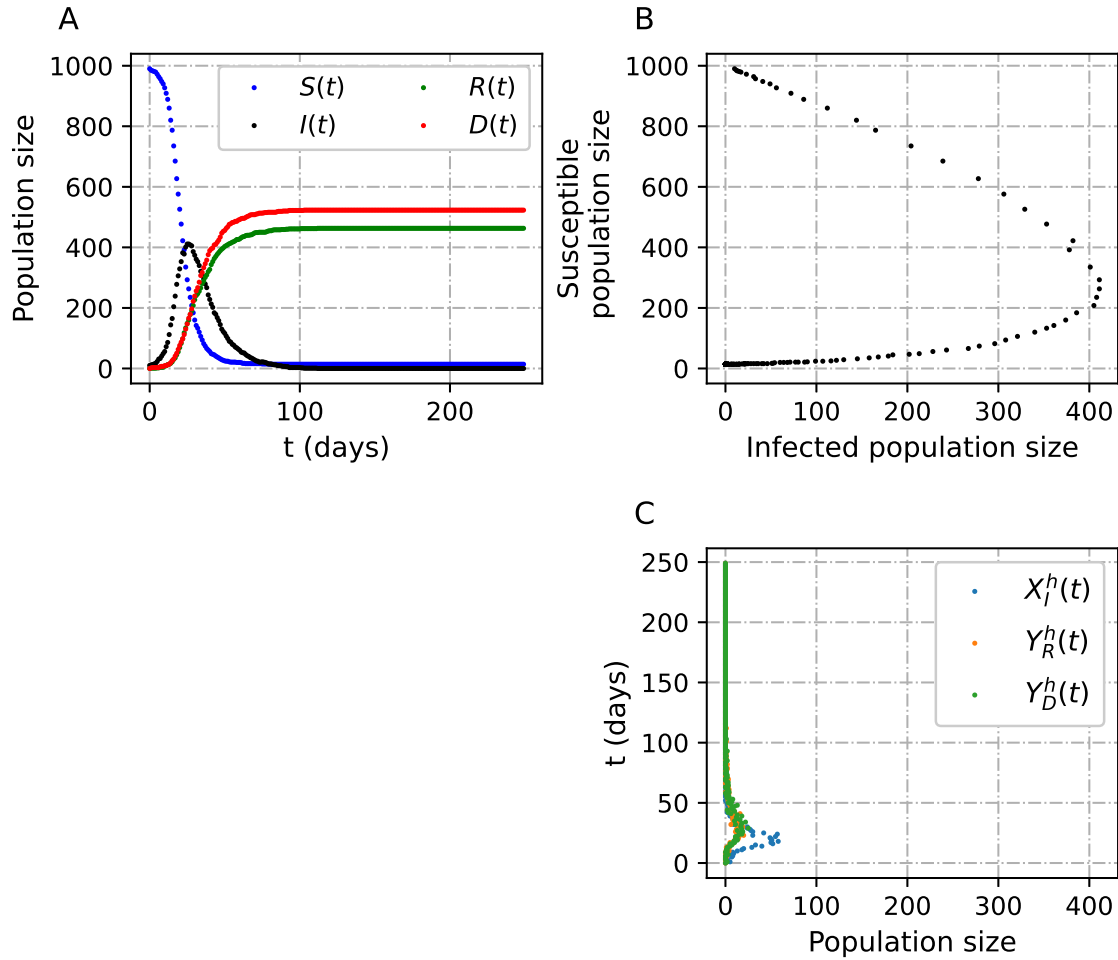 A
1000
800
600
400
200
0
Population size
S(t)
I(t)
R(t)
D(t)
0 100 200
t (days)
B
1000
800
600
400
200
0
Susceptible
population size
0 100 200 300 400
Infected population size
C
250
200
150
100
50
0
t (days)
X_I^h(t)
Y_R^h(t)
Y_D^h(t)
0 100 200 300 400
Population size